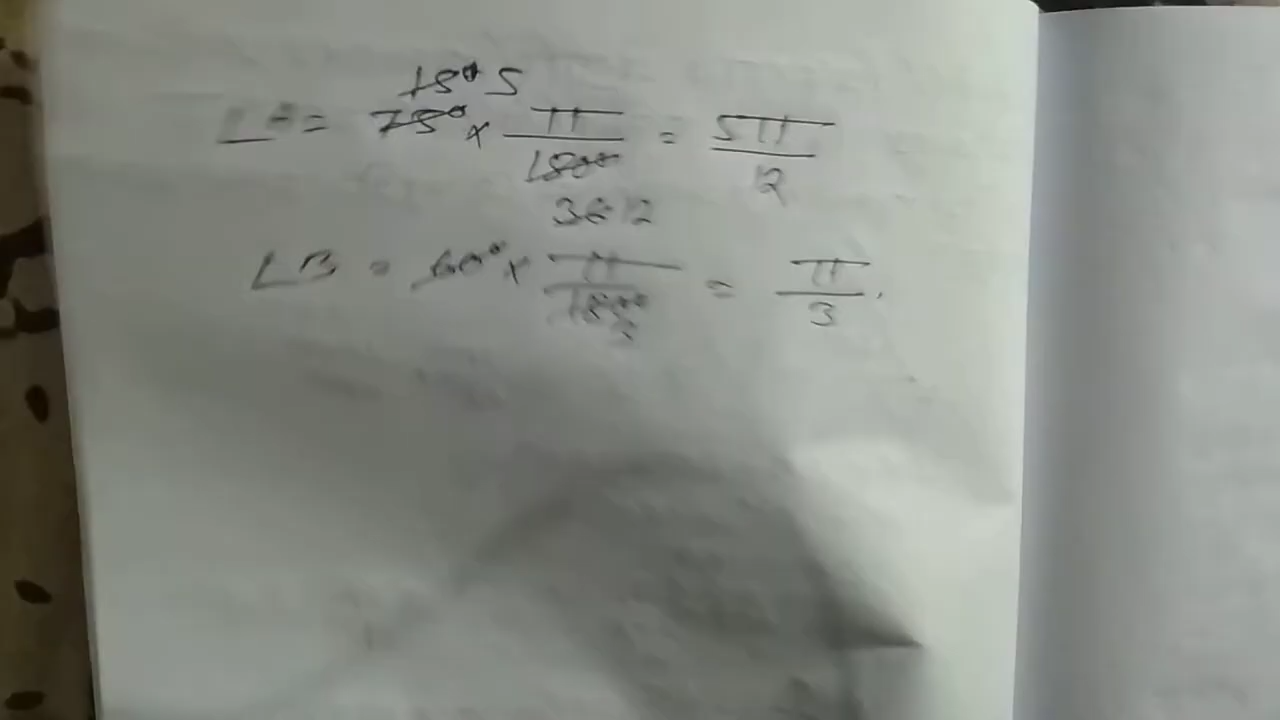 15° 5
∠A = 75° × π/180° = 5π/12
36 12
∠B = 60° × π/180° = π/3.
3